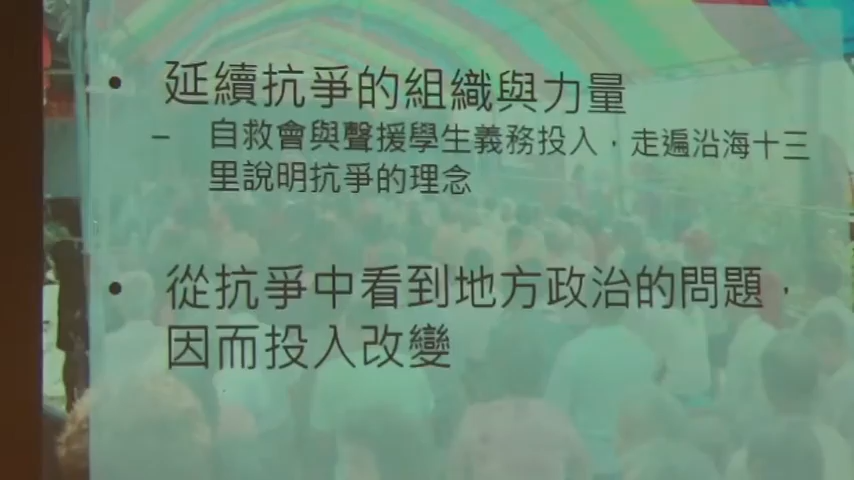 • 延續抗爭的組織與力量
– 自救會與聲援學生義務投入，走遍沿海十三
里說明抗爭的理念
• 從抗爭中看到地方政治的問題，
因而投入改變